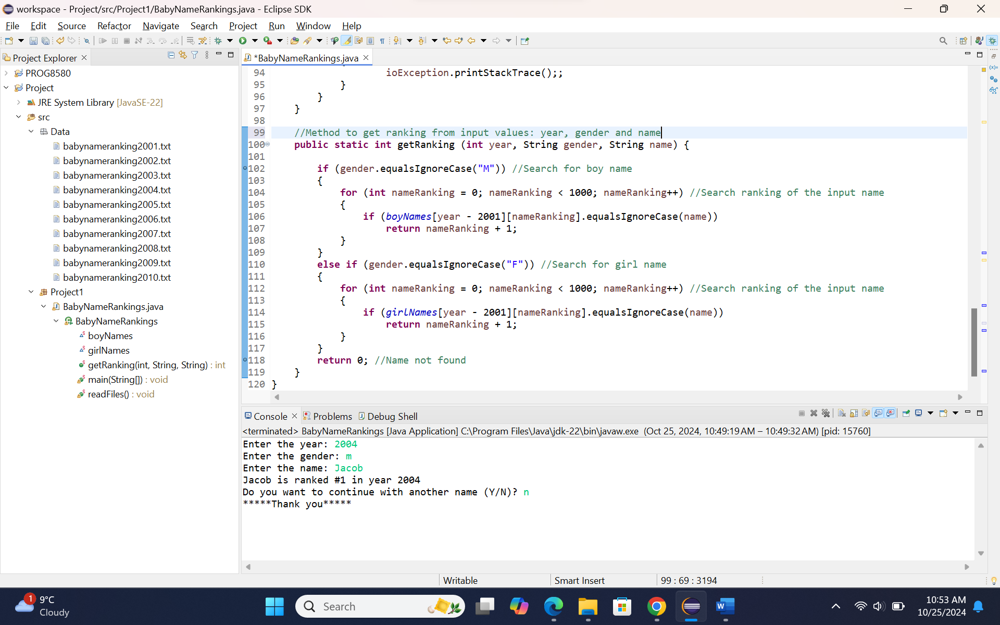 workspace - Project/src/Project1/BabyNameRankings.java - Eclipse SDK
File Edit Source Refactor Navigate Search Project Run Window Help
Project Explorer
PROG8580
Project
JRE System Library [JavaSE-22]
src
Data
babynameranking2001.txt
babynameranking2002.txt
babynameranking2003.txt
babynameranking2004.txt
babynameranking2005.txt
babynameranking2006.txt
babynameranking2007.txt
babynameranking2008.txt
babynameranking2009.txt
babynameranking2010.txt
Project1
BabyNameRankings.java
BabyNameRankings
boyNames
girlNames
getRanking(int, String, String) : int
main(String[]) : void
readFiles() : void
*BabyNameRankings.java
94 ioException.printStackTrace();;
95 }
96 }
97 }
98
99 //Method to get ranking from input values: year, gender and name
100 public static int getRanking (int year, String gender, String name) {
101
102 if (gender.equalsIgnoreCase("M")) //Search for boy name
103 {
104 for (int nameRanking = 0; nameRanking < 1000; nameRanking++) //Search ranking of the input name
105 {
106 if (boyNames[year - 2001][nameRanking].equalsIgnoreCase(name))
107 return nameRanking + 1;
108 }
109 }
110 else if (gender.equalsIgnoreCase("F")) //Search for girl name
111 {
112 for (int nameRanking = 0; nameRanking < 1000; nameRanking++) //Search ranking of the input name
113 {
114 if (girlNames[year - 2001][nameRanking].equalsIgnoreCase(name))
115 return nameRanking + 1;
116 }
117 }
118 return 0; //Name not found
119 }
120 }
Console Problems Debug Shell
<terminated> BabyNameRankings [Java Application] C:\Program Files\Java\jdk-22\bin\javaw.exe (Oct 25, 2024, 10:49:19 AM – 10:49:32 AM) [pid: 15760]
Enter the year: 2004
Enter the gender: m
Enter the name: Jacob
Jacob is ranked #1 in year 2004
Do you want to continue with another name (Y/N)? n
*****Thank you*****
Writable Smart Insert 99 : 69 : 3194
1 9°C
Cloudy
Search
10:53 AM
10/25/2024